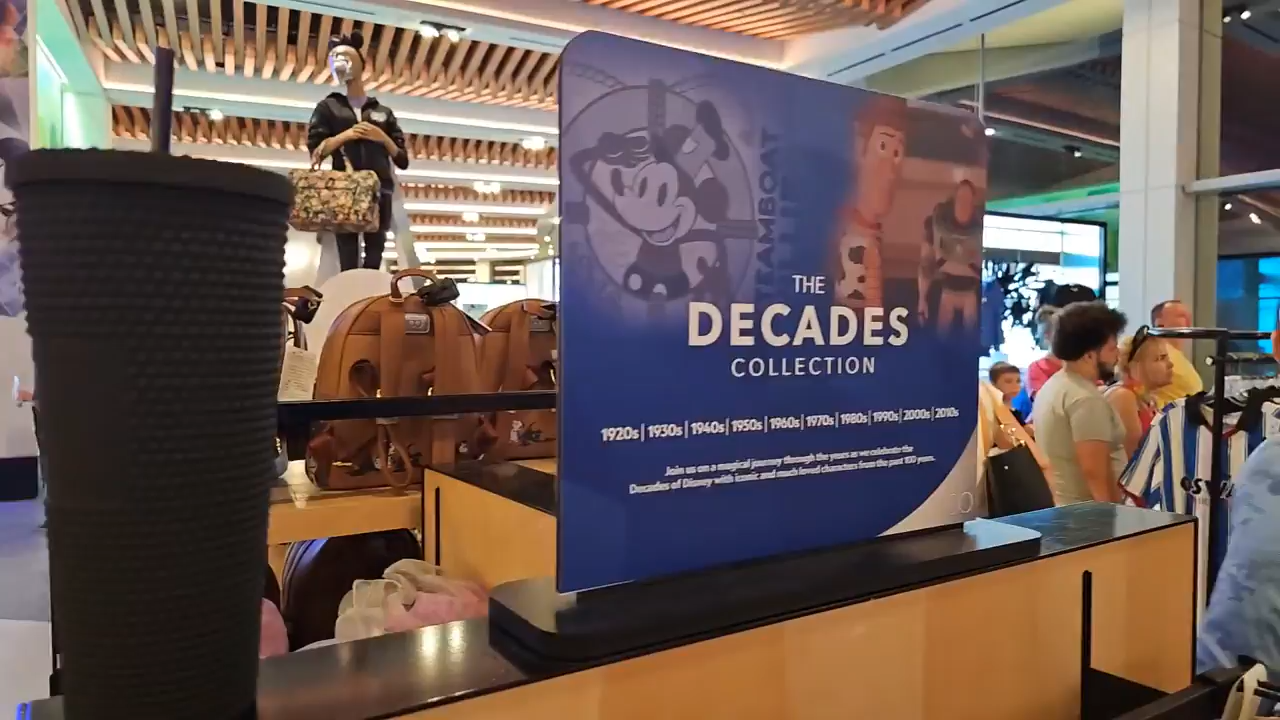 STEAMBOAT
THE
DECADES
COLLECTION
1920s | 1930s | 1940s | 1950s | 1960s | 1970s | 1980s | 1990s | 2000s | 2010s
Join us on a magical journey through the years as we celebrate the
Decades of Disney with iconic and much loved characters from the past 100 years.